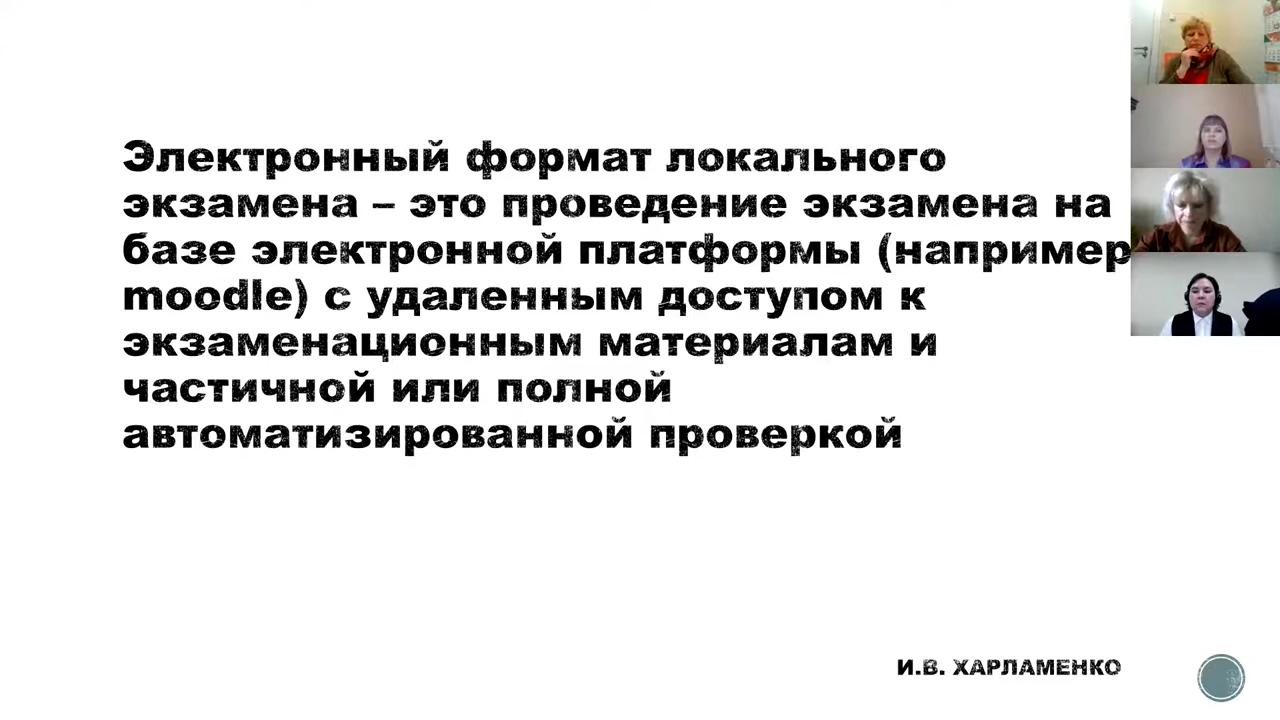 Электронный формат локального
экзамена – это проведение экзамена на
базе электронной платформы (например
moodle) с удаленным доступом к
экзаменационным материалам и
частичной или полной
автоматизированной проверкой
И.В. ХАРЛАМЕНКО